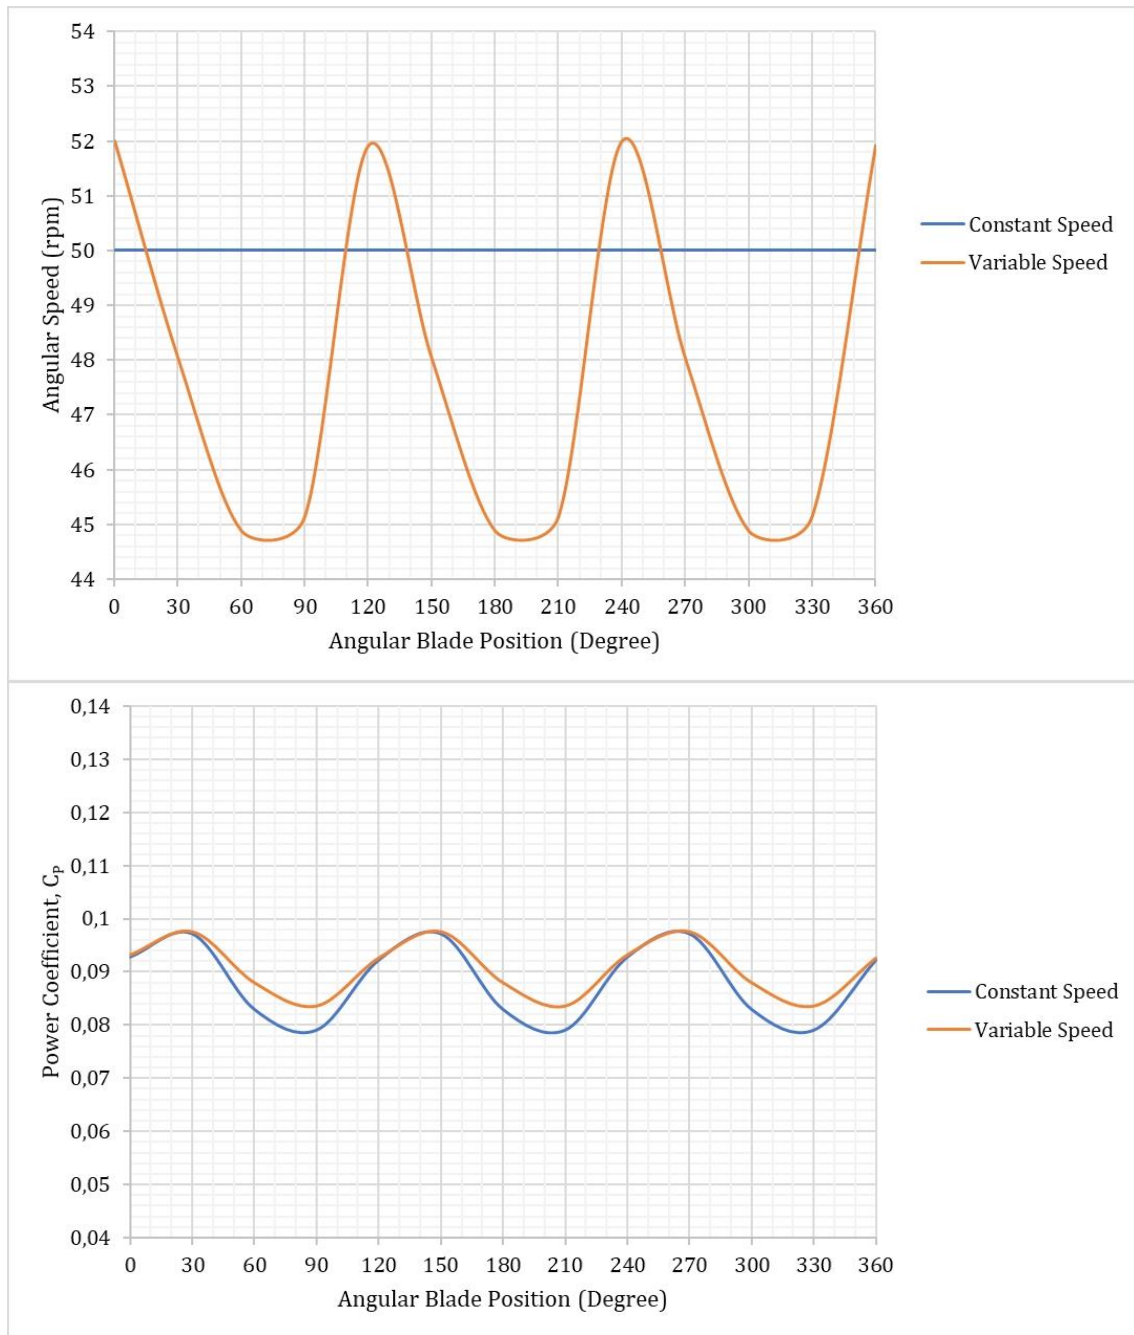 54
53
52
51
50
49
48
47
46
45
44
Angular Speed (rpm)
0 30 60 90 120 150 180 210 240 270 300 330 360
Angular Blade Position (Degree)
Constant Speed
Variable Speed
0,14
0,13
0,12
0,11
0,1
0,09
0,08
0,07
0,06
0,05
0,04
Power Coefficient, CP
0 30 60 90 120 150 180 210 240 270 300 330 360
Angular Blade Position (Degree)
Constant Speed
Variable Speed